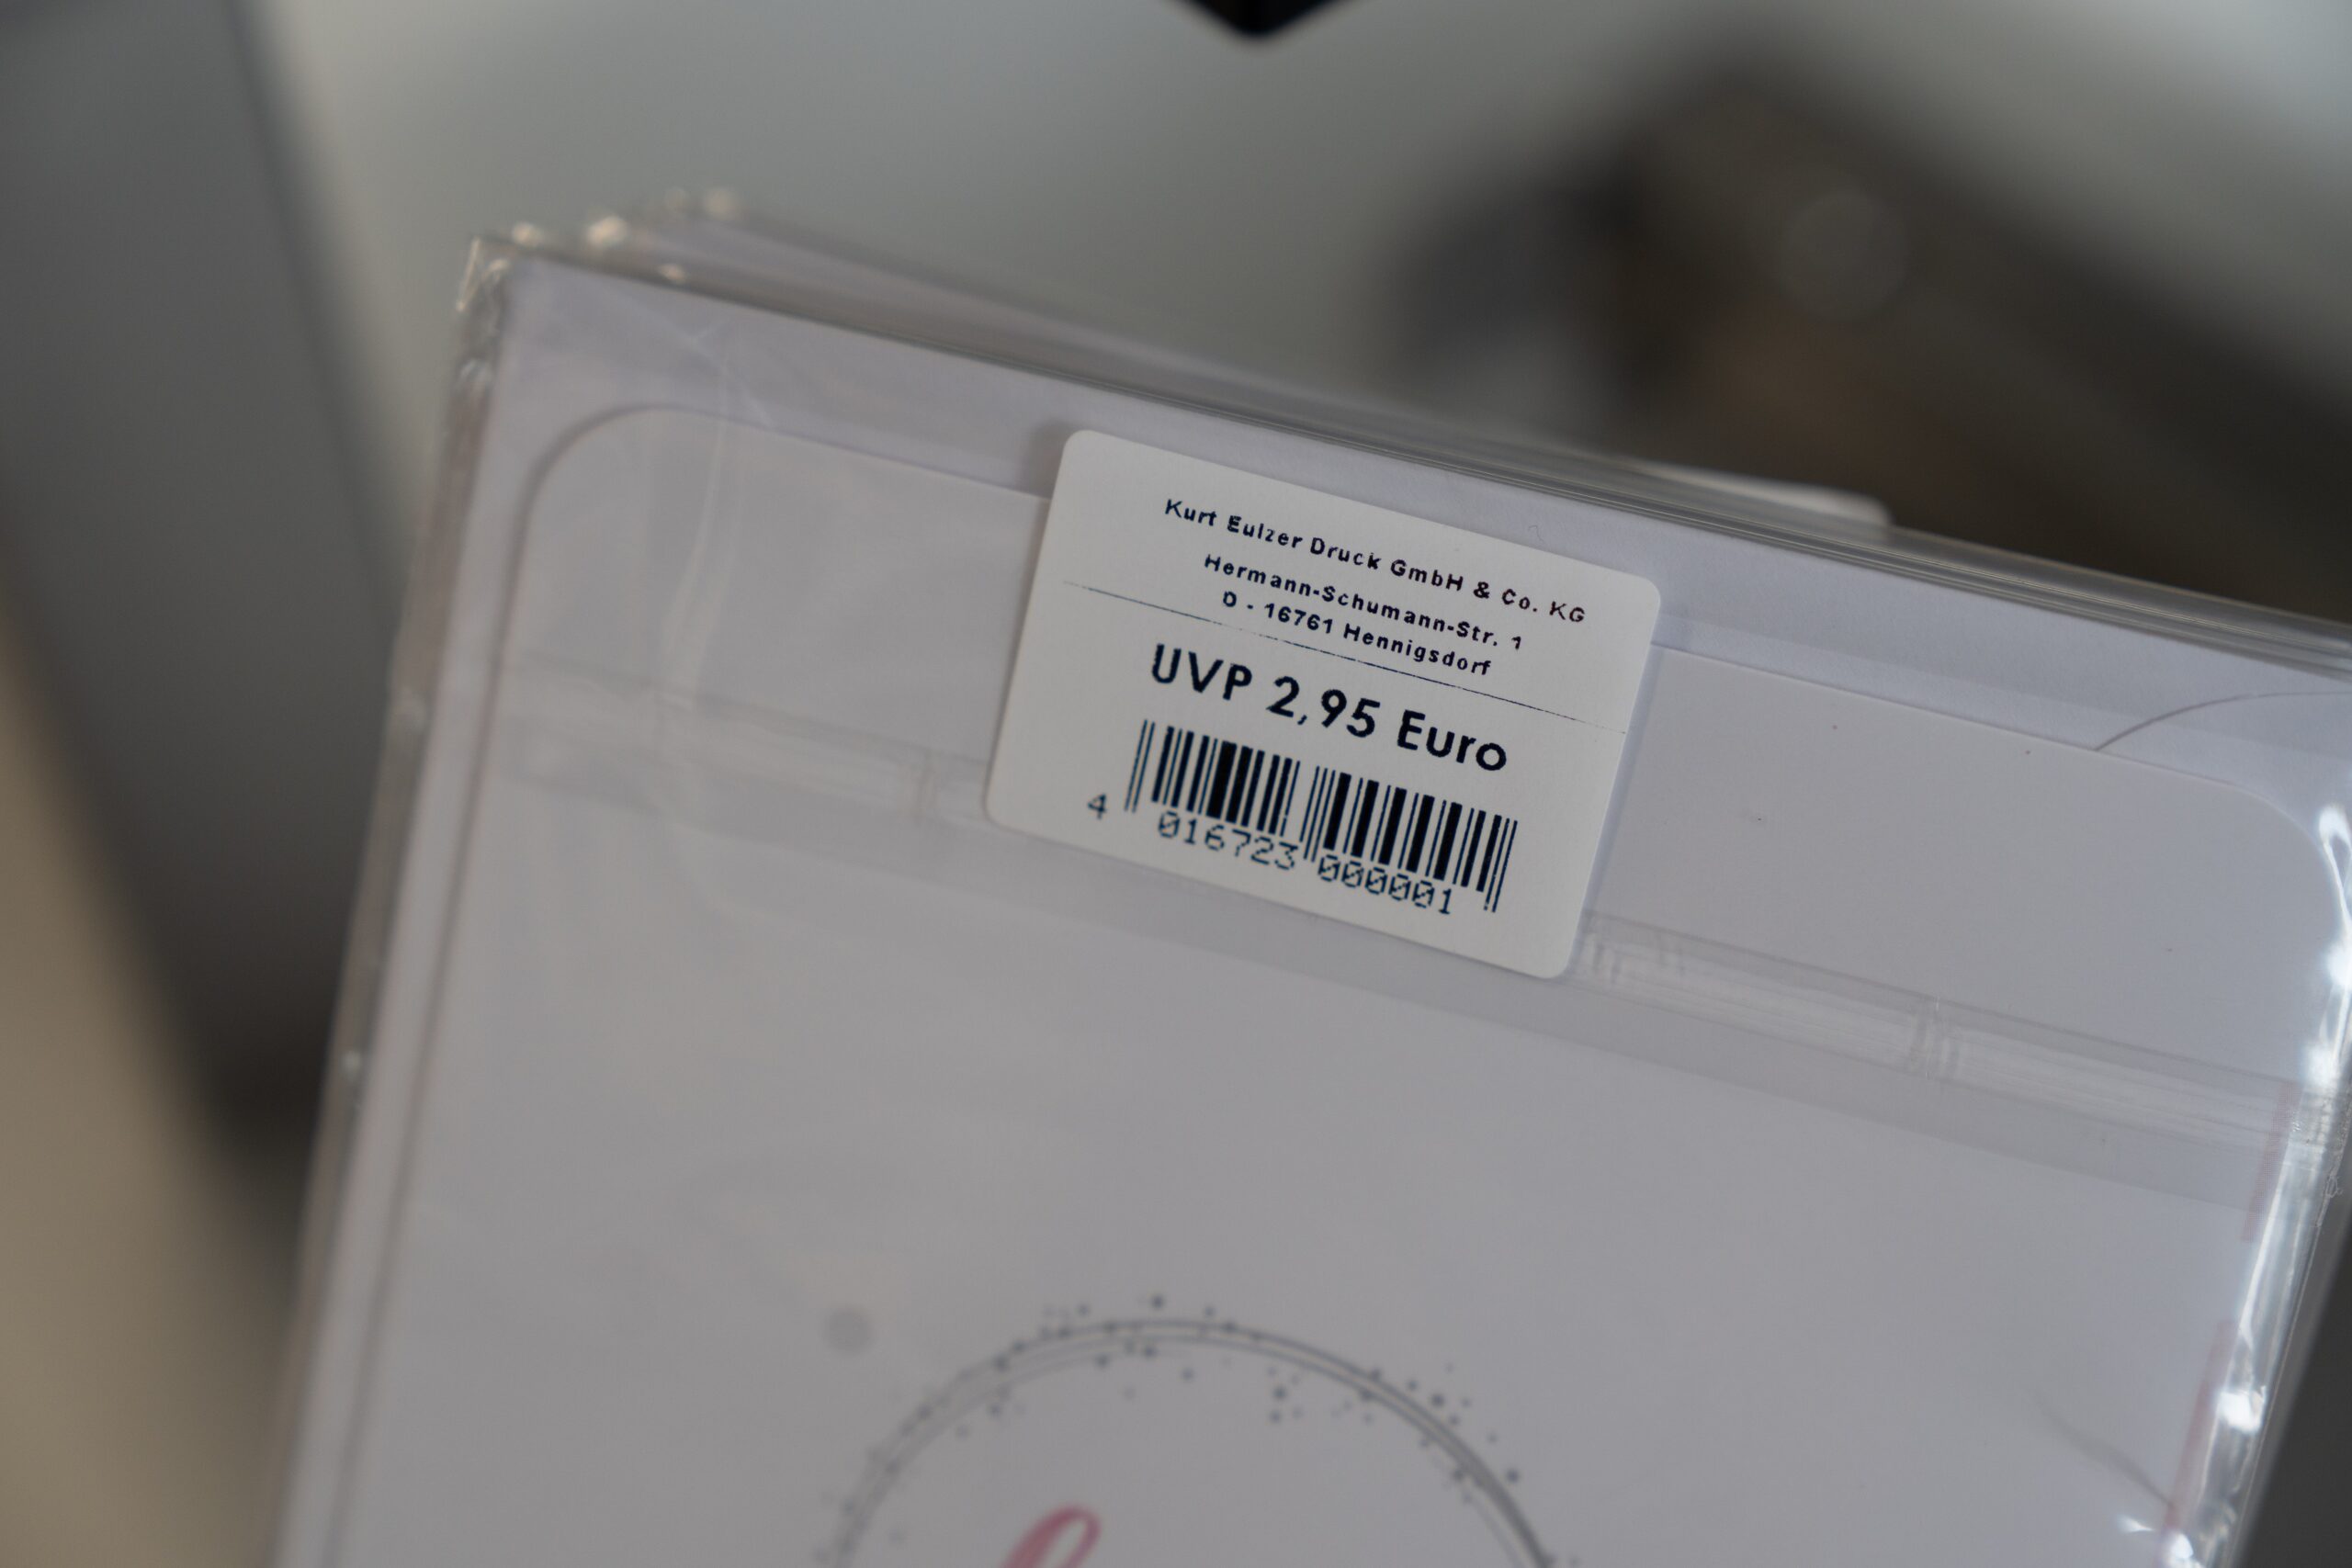 Kurt Eulzer Druck GmbH & Co. KG
Hermann-Schumann-Str. 1
D - 16761 Hennigsdorf
UVP 2,95 Euro
4 016723 000001